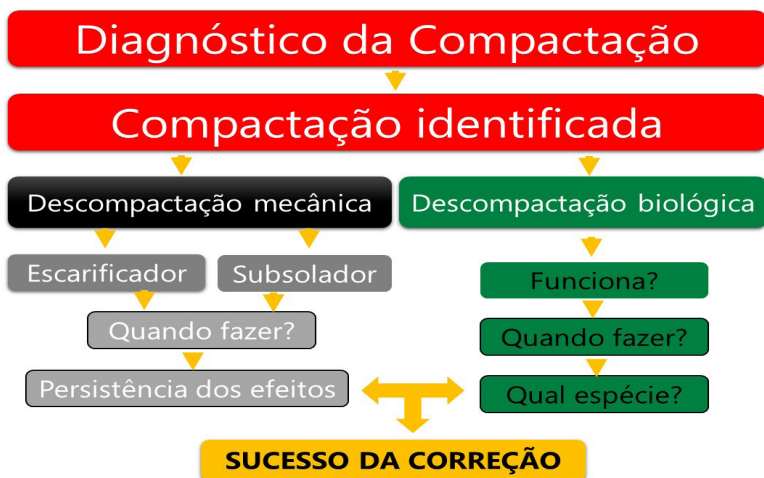 Diagnóstico da Compactação
Compactação identificada
Descompactação mecânica
Descompactação biológica
Escarificador
Subsolador
Funciona?
Quando fazer?
Quando fazer?
Persistência dos efeitos
Qual espécie?
SUCESSO DA CORREÇÃO